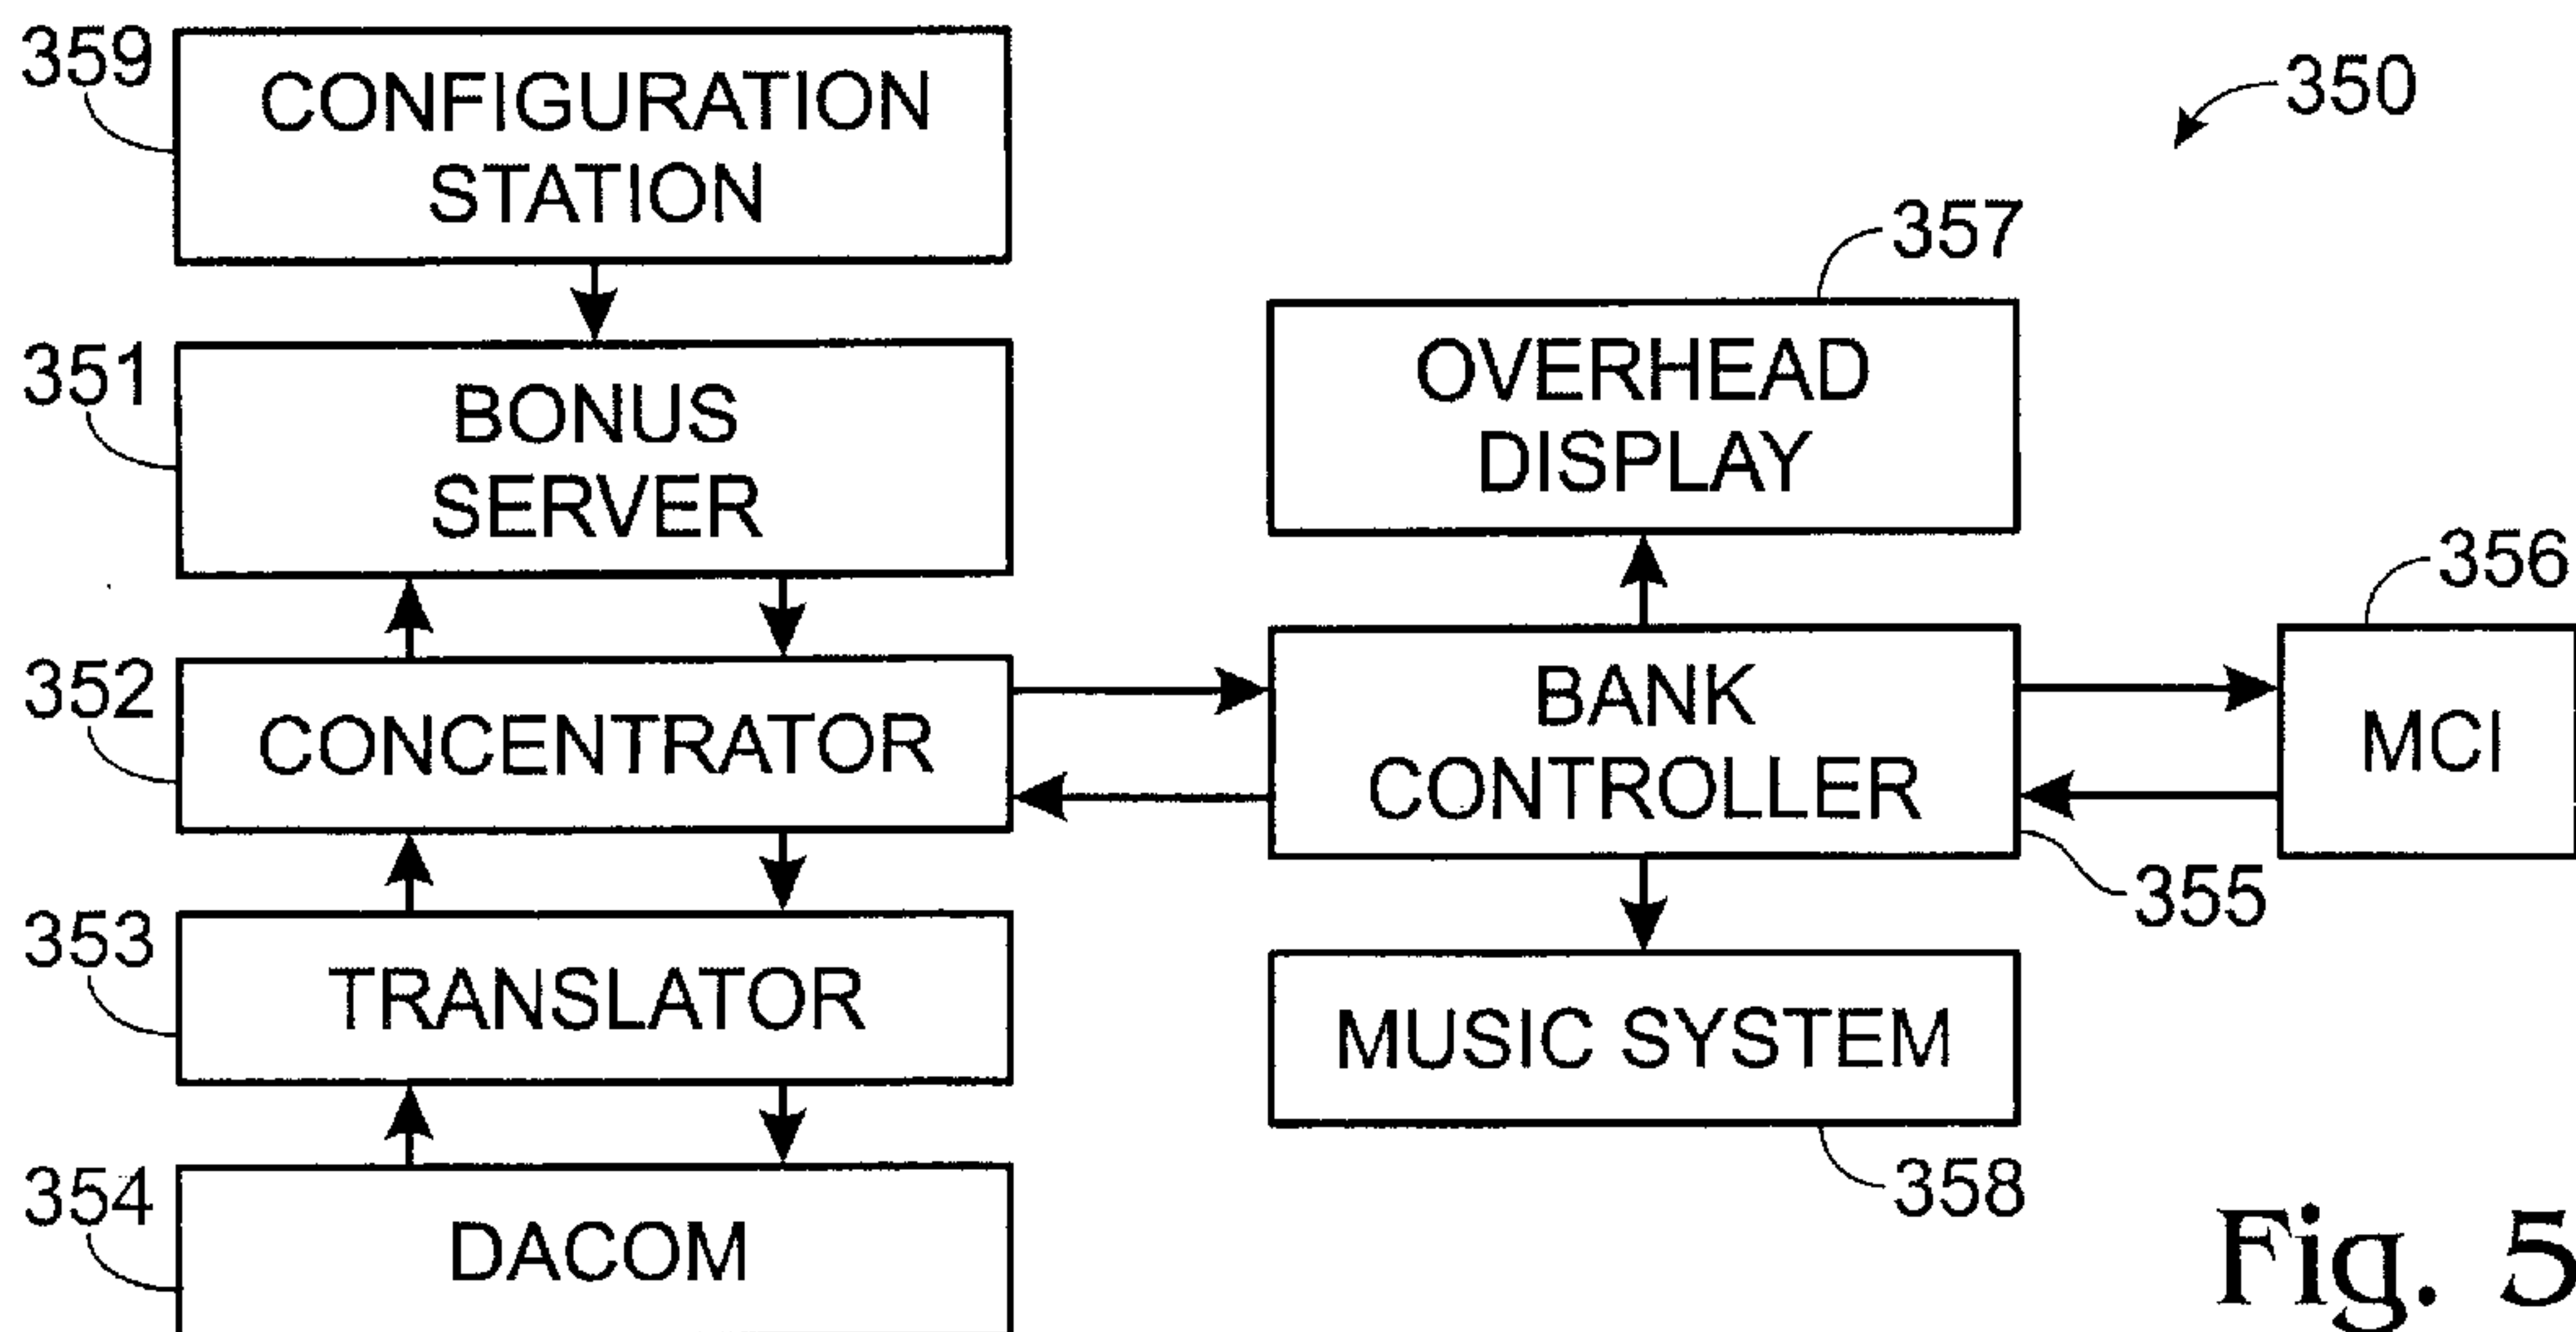 359
CONFIGURATION
STATION
350
357
351
BONUS
SERVER
OVERHEAD
DISPLAY
356
352
CONCENTRATOR
BANK
CONTROLLER
MCI
355
353
TRANSLATOR
MUSIC SYSTEM
354
DACOM
358
Fig. 5